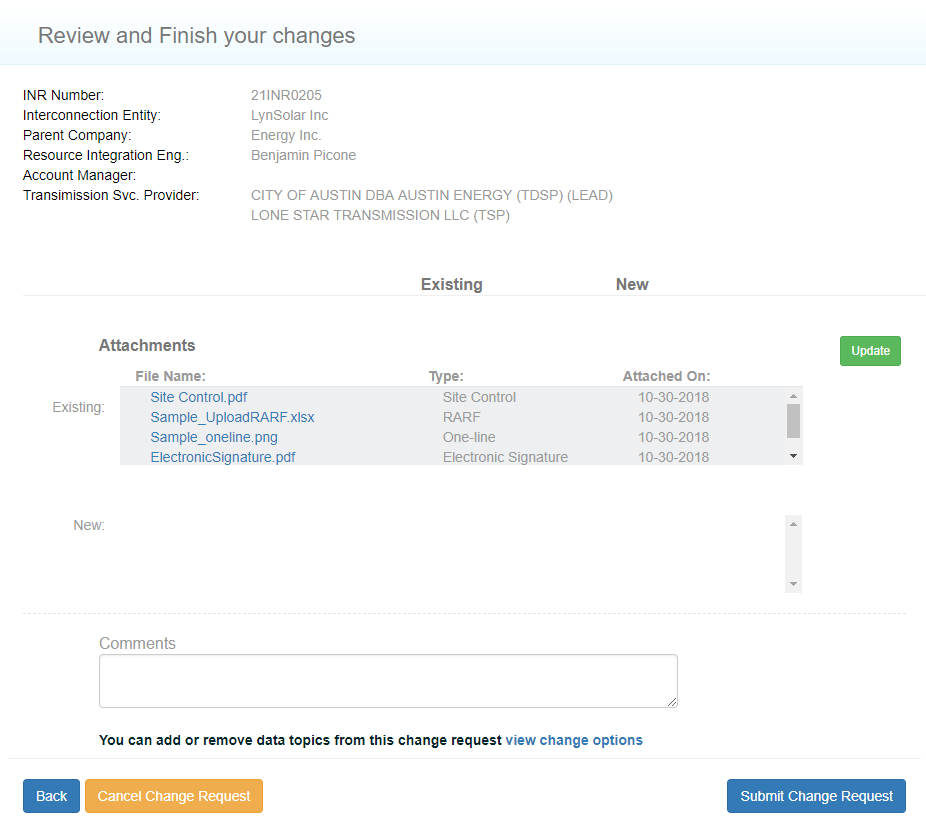 Review and Finish your changes
INR Number: 21INR0205
Interconnection Entity: LynSolar Inc
Parent Company: Energy Inc.
Resource Integration Eng.: Benjamin Picone
Account Manager:
Transimission Svc. Provider: CITY OF AUSTIN DBA AUSTIN ENERGY (TDSP) (LEAD)
LONE STAR TRANSMISSION LLC (TSP)
Existing New
Attachments
Update
File Name: Type: Attached On:
Existing:
Site Control.pdf Site Control 10-30-2018
Sample_UploadRARF.xlsx RARF 10-30-2018
Sample_oneline.png One-line 10-30-2018
ElectronicSignature.pdf Electronic Signature 10-30-2018
New:
Comments
You can add or remove data topics from this change request view change options
Back Cancel Change Request Submit Change Request